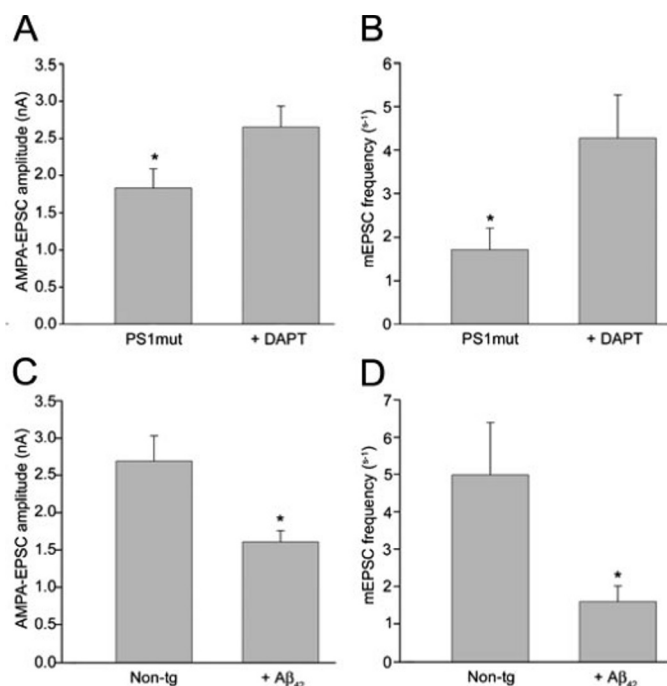 A
B
AMPA-EPSC amplitude (nA)
3.5
3.0
2.5
2.0
1.5
1.0
0.5
0.0
*
PS1mut
+ DAPT
mEPSC frequency (s-1)
6
5
4
3
2
1
0
*
PS1mut
+ DAPT
C
D
AMPA-EPSC amplitude (nA)
3.5
3.0
2.5
2.0
1.5
1.0
0.5
0.0
*
Non-tg
+ Aβ42
mEPSC frequency (s-1)
7
6
5
4
3
2
1
0
*
Non-tg
+ Aβ42